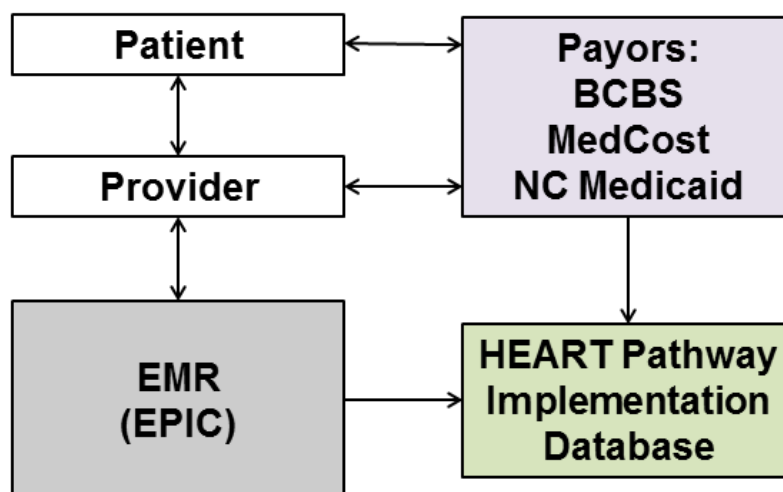 Patient
Payors:
BCBS
MedCost
NC Medicaid
Provider
EMR
(EPIC)
HEART Pathway
Implementation
Database